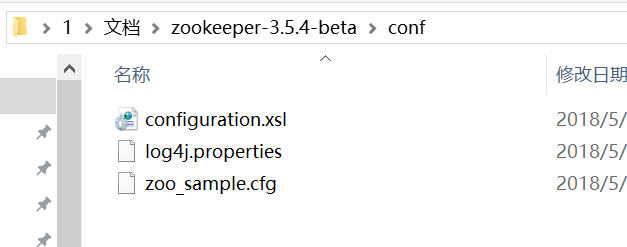 1 > 文档 > zookeeper-3.5.4-beta > conf
名称 修改日期
configuration.xsl 2018/5/
log4j.properties 2018/5/
zoo_sample.cfg 2018/5/